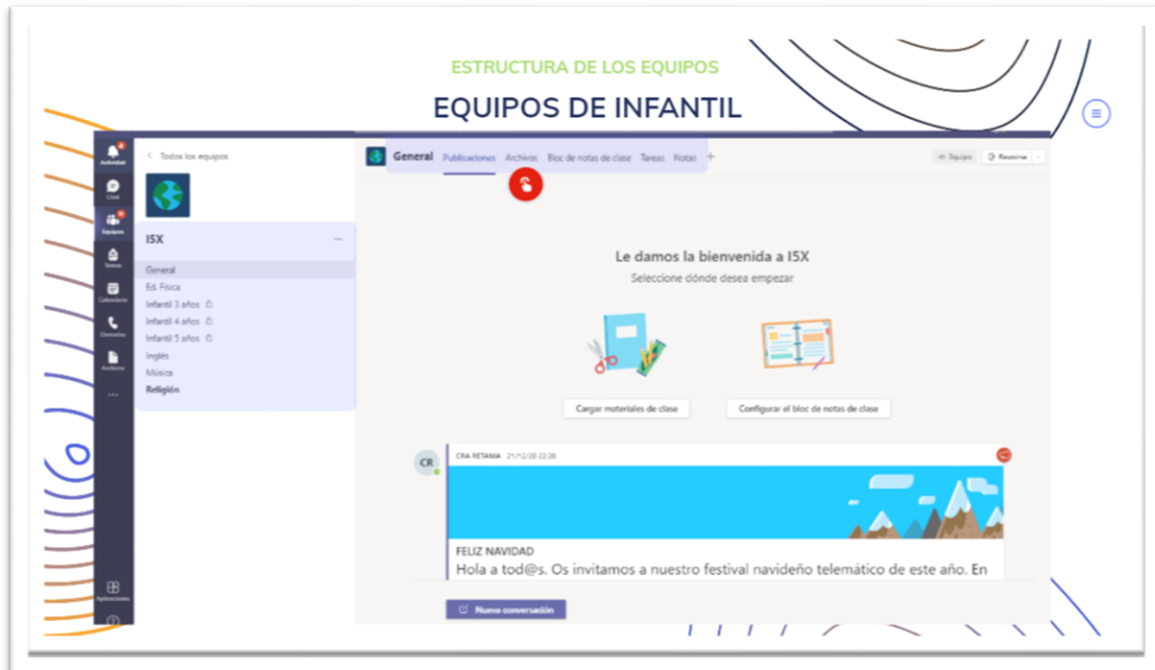 ESTRUCTURA DE LOS EQUIPOS
EQUIPOS DE INFANTIL
Actividad
Chat
Equipos
Tareas
Calendario
Llamadas
Archivos
Aplicaciones
Todos los equipos
I5X
General
Ed. Física
Infantil 3 años
Infantil 4 años
Infantil 5 años
Inglés
Música
Religión
General Publicaciones Archivos Bloc de notas de clase Tareas Notas +
Equipo Reunirse
Le damos la bienvenida a I5X
Seleccione dónde desea empezar
Cargar materiales de clase Configurar el bloc de notas de clase
CR
CRA RETAMA 21/12/20 22:28
FELIZ NAVIDAD
Hola a tod@s. Os invitamos a nuestro festival navideño telemático de este año. En
Nueva conversación